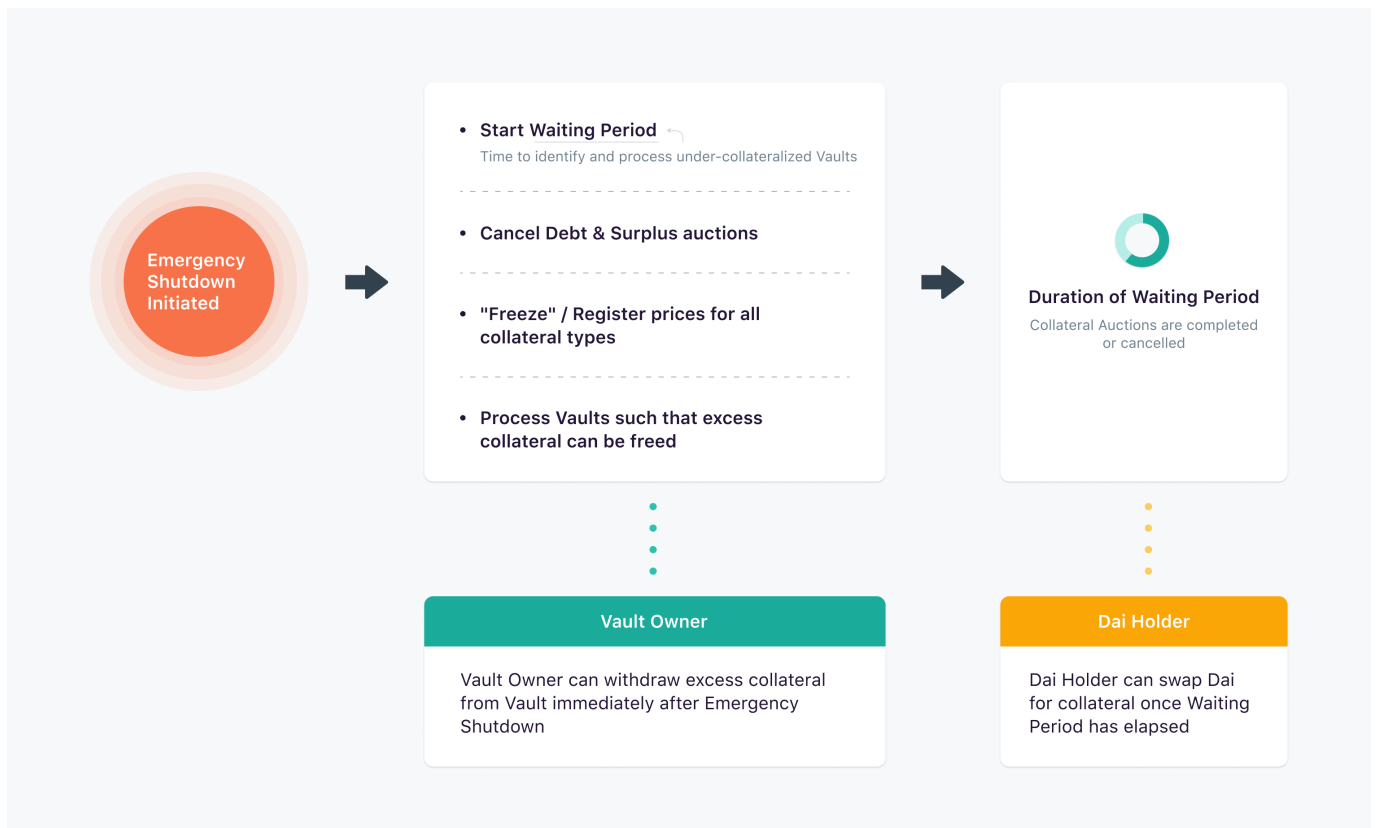 Emergency
Shutdown
Initiated
• Start Waiting Period
Time to identify and process under-collateralized Vaults
• Cancel Debt & Surplus auctions
• "Freeze" / Register prices for all
collateral types
• Process Vaults such that excess
collateral can be freed
Duration of Waiting Period
Collateral Auctions are completed
or cancelled
Vault Owner
Vault Owner can withdraw excess collateral
from Vault immediately after Emergency
Shutdown
Dai Holder
Dai Holder can swap Dai
for collateral once Waiting
Period has elapsed